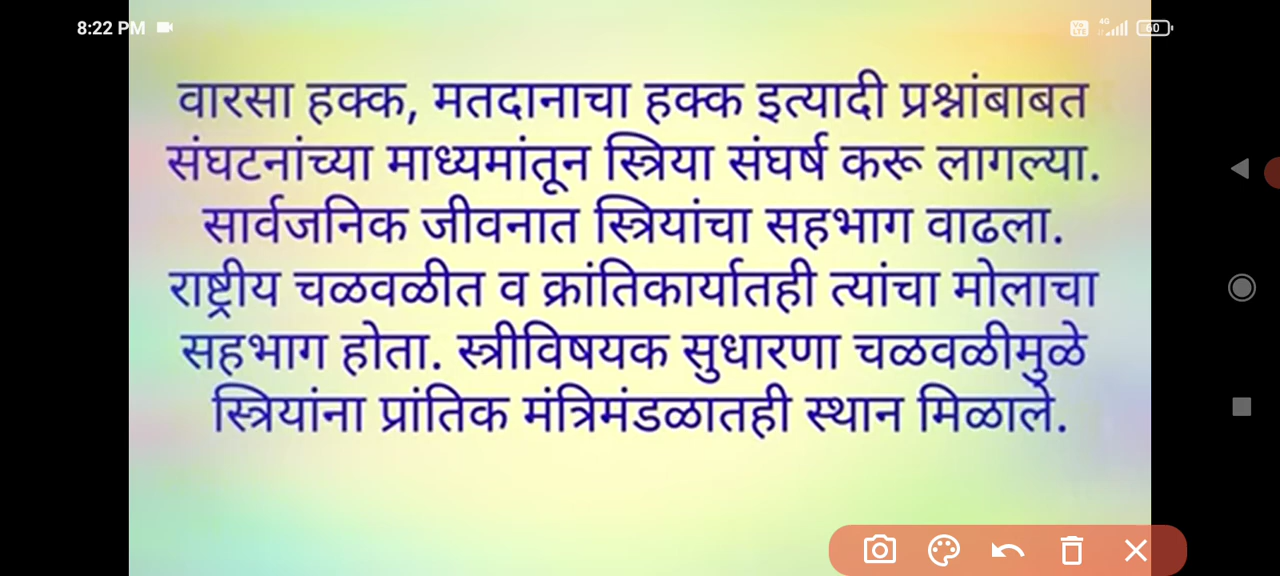 8:22 PM
4G
60
वारसा हक्क, मतदानाचा हक्क इत्यादी प्रश्नांबाबत
संघटनांच्या माध्यमांतून स्त्रिया संघर्ष करू लागल्या.
सार्वजनिक जीवनात स्त्रियांचा सहभाग वाढला.
राष्ट्रीय चळवळीत व क्रांतिकार्यातही त्यांचा मोलाचा
सहभाग होता. स्त्रीविषयक सुधारणा चळवळीमुळे
स्त्रियांना प्रांतिक मंत्रिमंडळातही स्थान मिळाले.